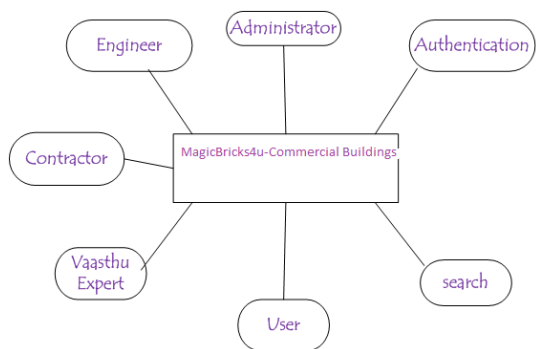 Administrator
Engineer
Authentication
MagicBricks4u-Commercial Buildings
Contractor
Vaasthu
Expert
search
User